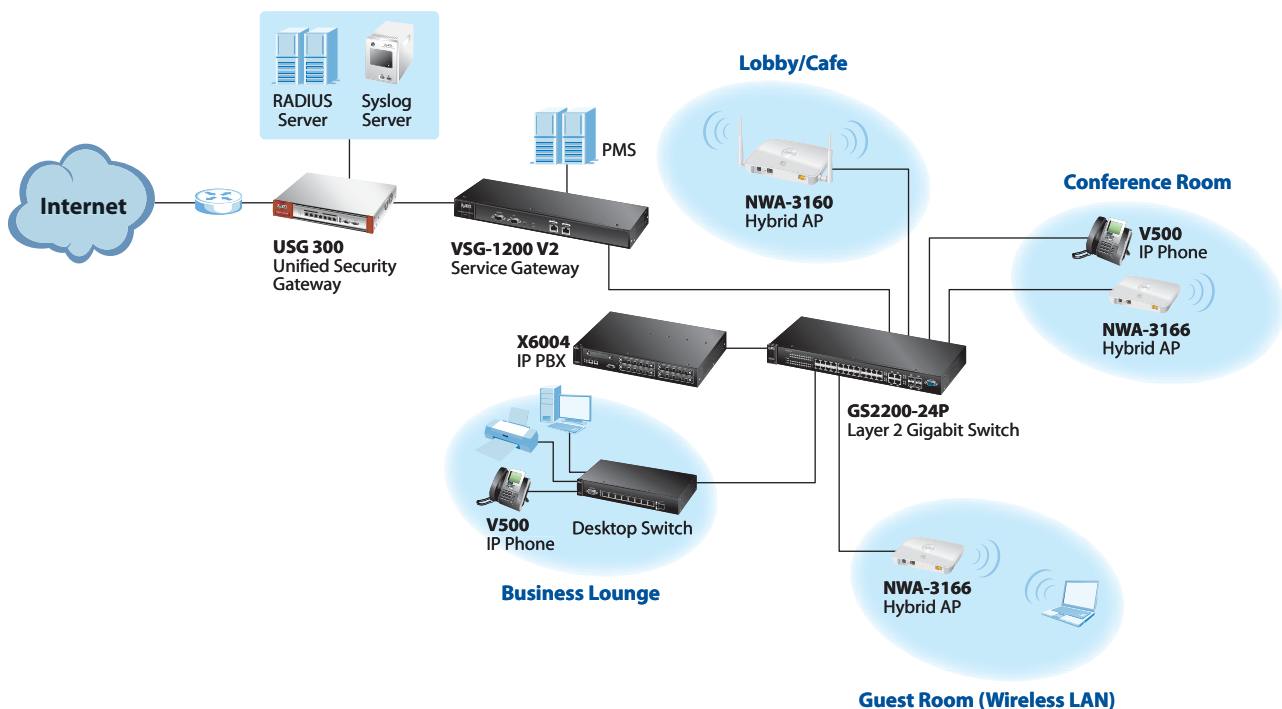 RADIUS
Server
Syslog
Server
Internet
USG 300
Unified Security
Gateway
PMS
VSG-1200 V2
Service Gateway
Lobby/Cafe
NWA-3160
Hybrid AP
Conference Room
V500
IP Phone
NWA-3166
Hybrid AP
X6004
IP PBX
GS2200-24P
Layer 2 Gigabit Switch
V500
IP Phone
Desktop Switch
Business Lounge
NWA-3166
Hybrid AP
Guest Room (Wireless LAN)